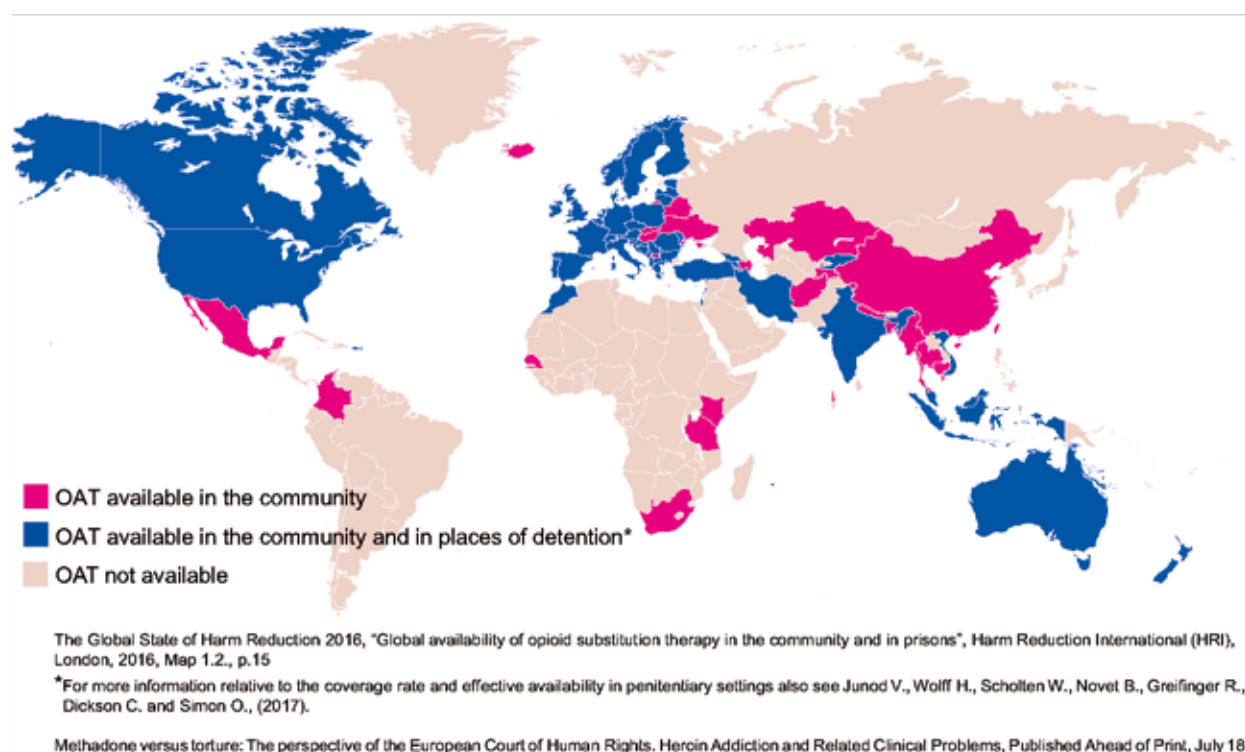 OAT available in the community
OAT available in the community and in places of detention*
OAT not available
The Global State of Harm Reduction 2016, "Global availability of opioid substitution therapy in the community and in prisons", Harm Reduction International (HRI),
London, 2016, Map 1.2., p.15
*For more information relative to the coverage rate and effective availability in penitentiary settings also see Junod V., Wolff H., Scholten W., Novet B., Greifinger R.,
Dickson C. and Simon O., (2017).
Methadone versus torture: The perspective of the European Court of Human Rights. Heroin Addiction and Related Clinical Problems, Published Ahead of Print, July 18